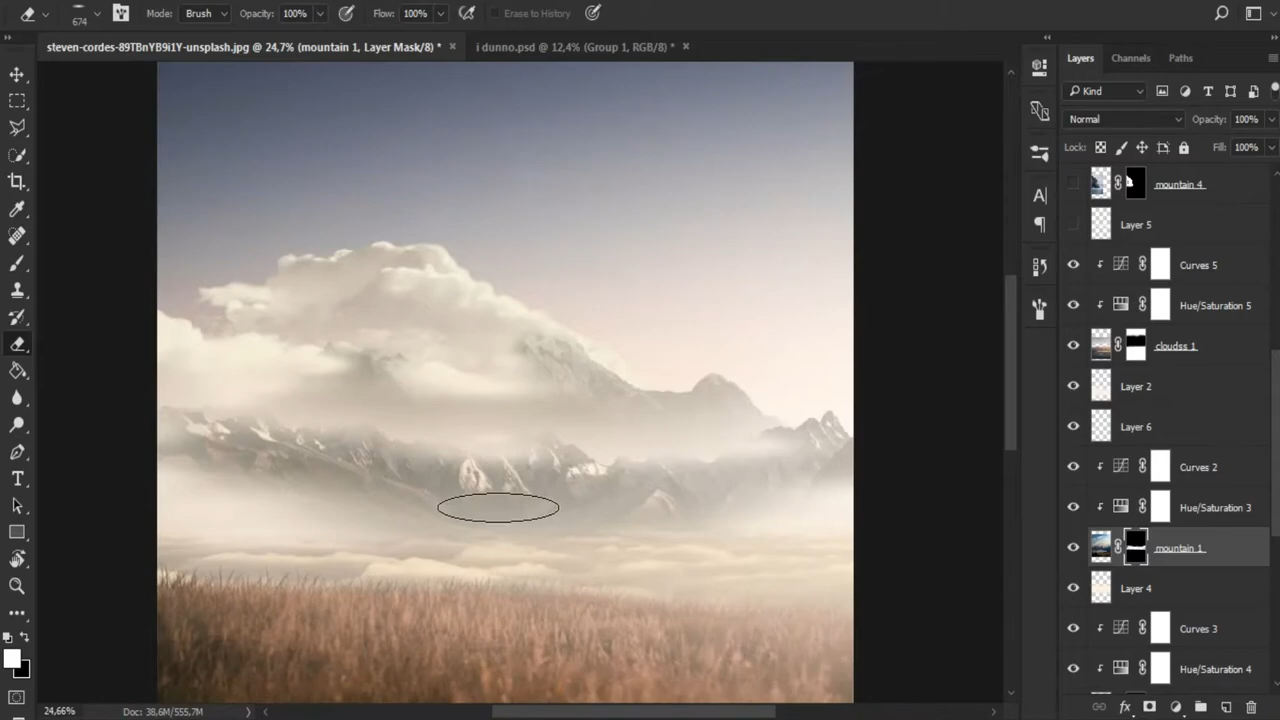 674
Mode: Brush Opacity: 100% Flow: 100% Erase to History
steven-cordes-89TBnYB9i1Y-unsplash.jpg @ 24,7% (mountain 1, Layer Mask/8) * ×
i dunno.psd @ 12,4% (Group 1, RGB/8) * ×
Layers Channels Paths
Kind
Normal Opacity: 100%
Lock: Fill: 100%
mountain 4
Layer 5
Curves 5
Hue/Saturation 5
cloudss 1
Layer 2
Layer 6
Curves 2
Hue/Saturation 3
mountain 1
Layer 4
Curves 3
Hue/Saturation 4
24,66% Doc: 38,6M/555,7M